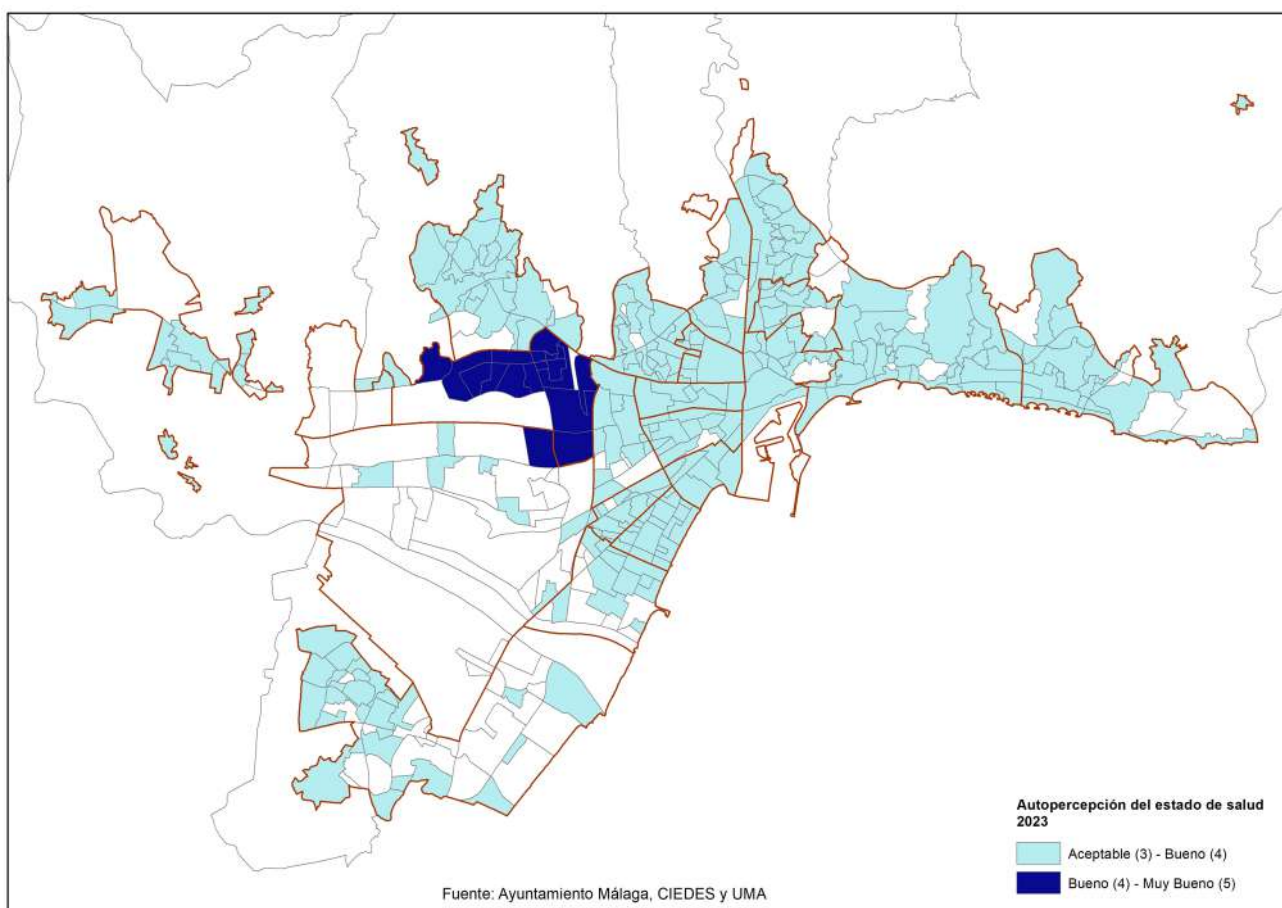 Autopercepción del estado de salud
2023
Aceptable (3) - Bueno (4)
Bueno (4) - Muy Bueno (5)
Fuente: Ayuntamiento Málaga, CIEDES y UMA